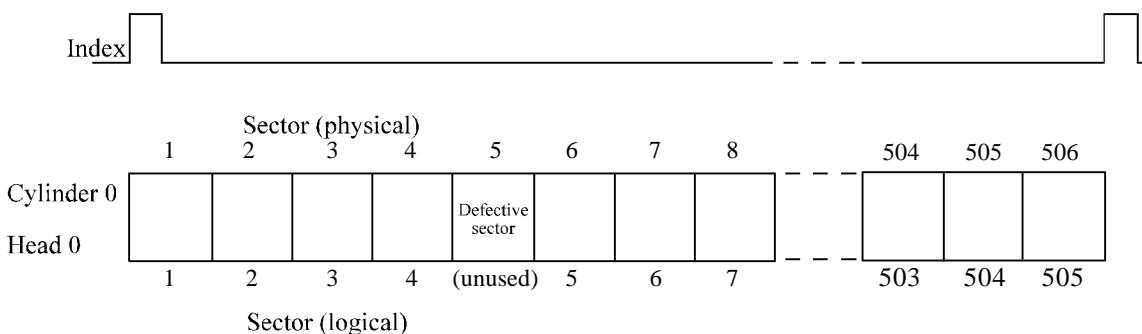 Index
Sector (physical)
1 2 3 4 5 6 7 8 504 505 506
Cylinder 0
Defective
sector
Head 0
1 2 3 4 (unused) 5 6 7 503 504 505
Sector (logical)